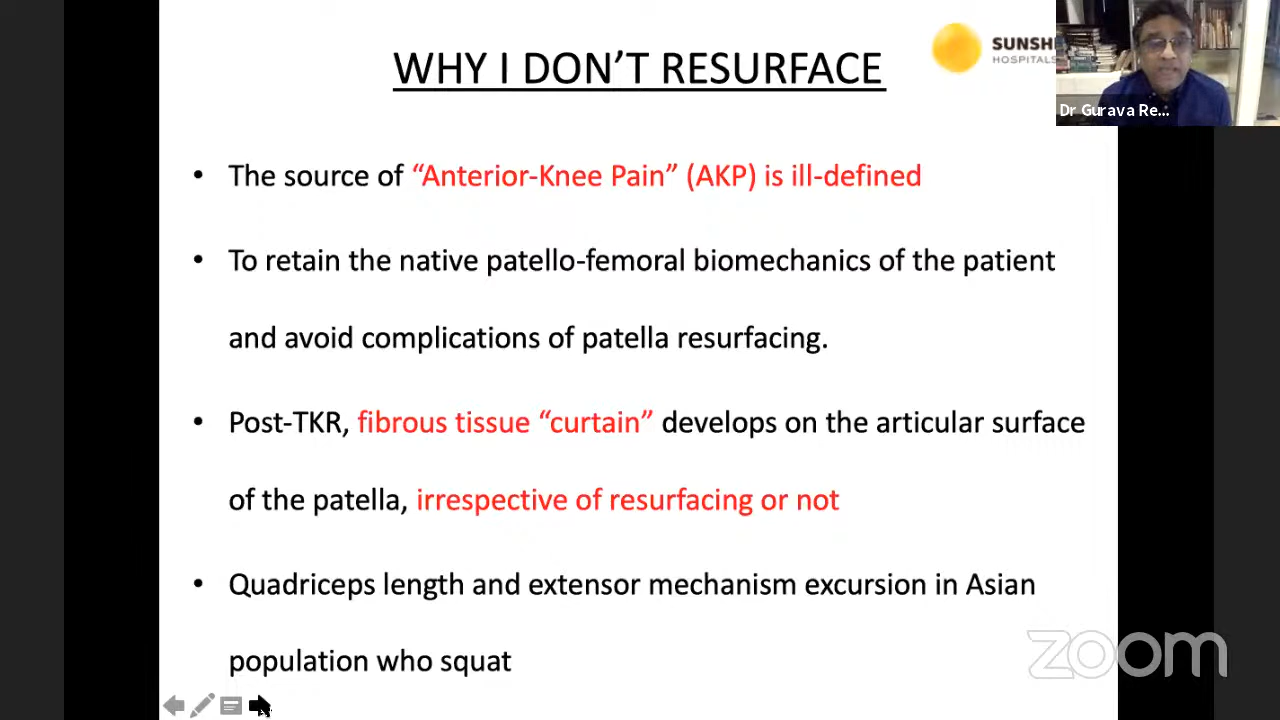 WHY I DON’T RESURFACE
SUNSHI
HOSPITALS
Dr Gurava Re...
• The source of “Anterior-Knee Pain” (AKP) is ill-defined
• To retain the native patello-femoral biomechanics of the patient
and avoid complications of patella resurfacing.
• Post-TKR, fibrous tissue “curtain” develops on the articular surface
of the patella, irrespective of resurfacing or not
• Quadriceps length and extensor mechanism excursion in Asian
population who squat
zoom